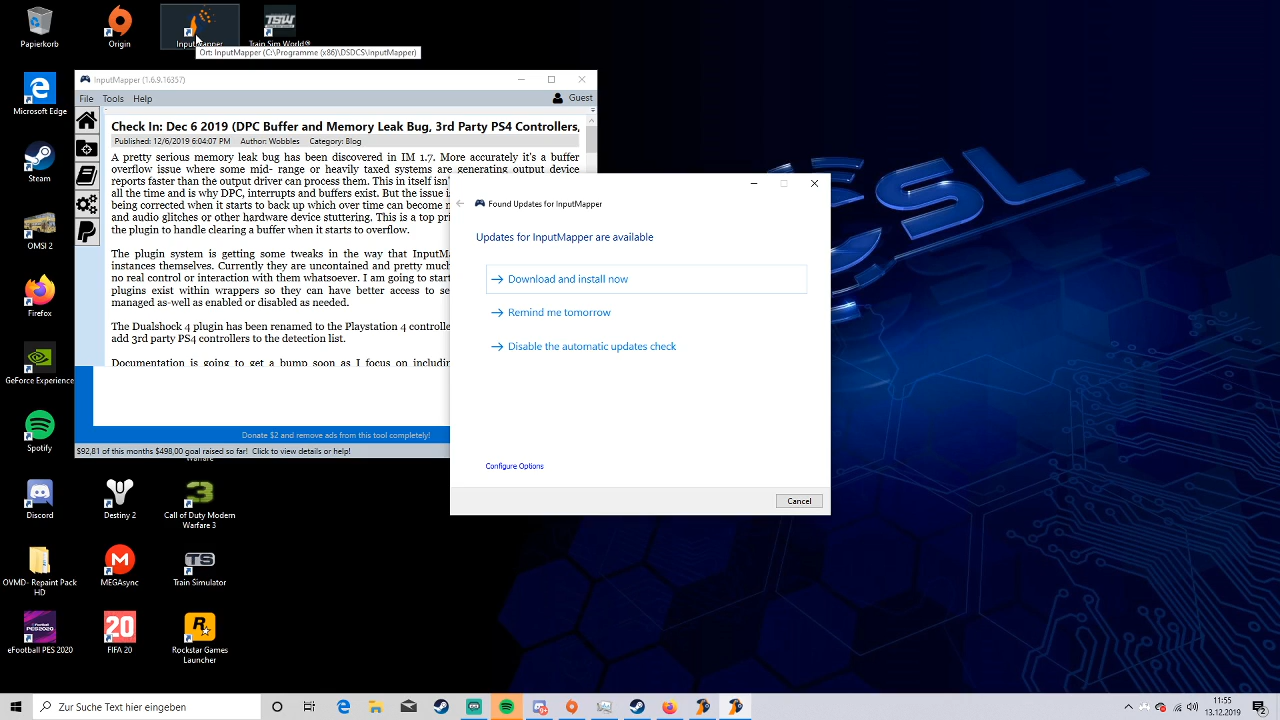 Papierkorb
Origin
InputMapper
Train Sim World®
TSW
Ort: InputMapper (C:\Programme (x86)\DSDCS\InputMapper)
Microsoft Edge
Steam
OMSI 2
Firefox
GeForce Experience
Spotify
Discord
Destiny 2
Warfare
3
Call of Duty Modern
Warfare 3
OVMD- Repaint Pack
HD
M
MEGAsync
TS
Train Simulator
eFootball PES 2020
20
FIFA 20
R
Rockstar Games
Launcher
InputMapper (1.6.9.16357)
File Tools Help
Guest
Check In: Dec 6 2019 (DPC Buffer and Memory Leak Bug, 3rd Party PS4 Controllers,
Published: 12/6/2019 6:04:07 PM Author: Wobbles Category: Blog
A pretty serious memory leak bug has been discovered in IM 1.7. More accurately it's a buffer
overflow issue where some mid- range or heavily taxed systems are generating output device
reports faster than the output driver can process them. This in itself isn'
all the time and is why DPC, interrupts and buffers exist. But the issue i
being corrected when it starts to back up which over time can become
and audio glitches or other hardware device stuttering. This is a top pri
the plugin to handle clearing a buffer when it starts to overflow.
The plugin system is getting some tweaks in the way that InputMa
instances themselves. Currently they are uncontained and pretty much
no real control or interaction with them whatsoever. I am going to start
plugins exist within wrappers so they can have better access to se
managed as-well as enabled or disabled as needed.
The Dualshock 4 plugin has been renamed to the Playstation 4 controlle
add 3rd party PS4 controllers to the detection list.
Documentation is going to get a bump soon as I focus on including
Donate $2 and remove ads from this tool completely!
$92,81 of this months $498,00 goal raised so far! Click to view details or help!
Found Updates for InputMapper
Updates for InputMapper are available
Download and install now
Remind me tomorrow
Disable the automatic updates check
Configure Options
Cancel
ESL
Zur Suche Text hier eingeben
11:55
13.12.2019
2